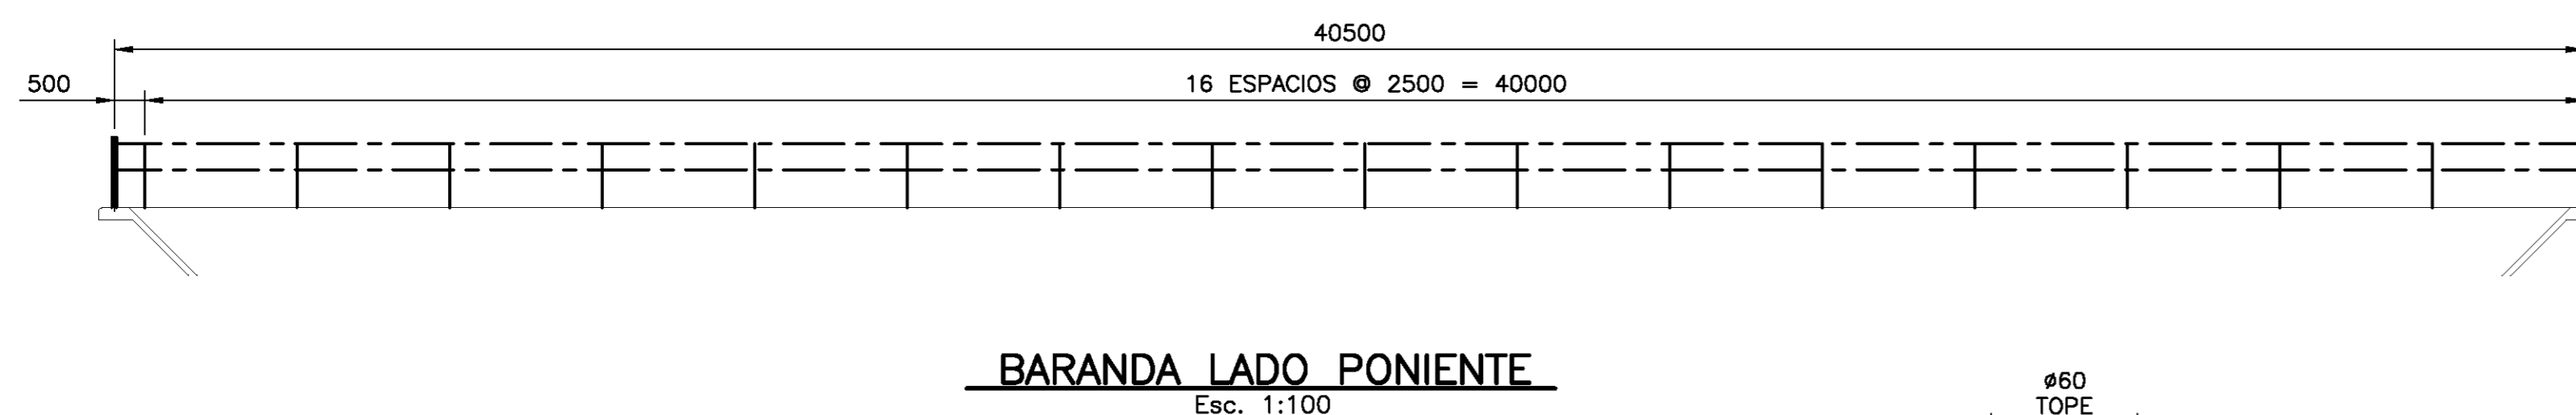 40500
500
16 ESPACIOS @ 2500 = 40000
BARANDA LADO PONIENTE
Esc. 1:100
ø60
TOPE